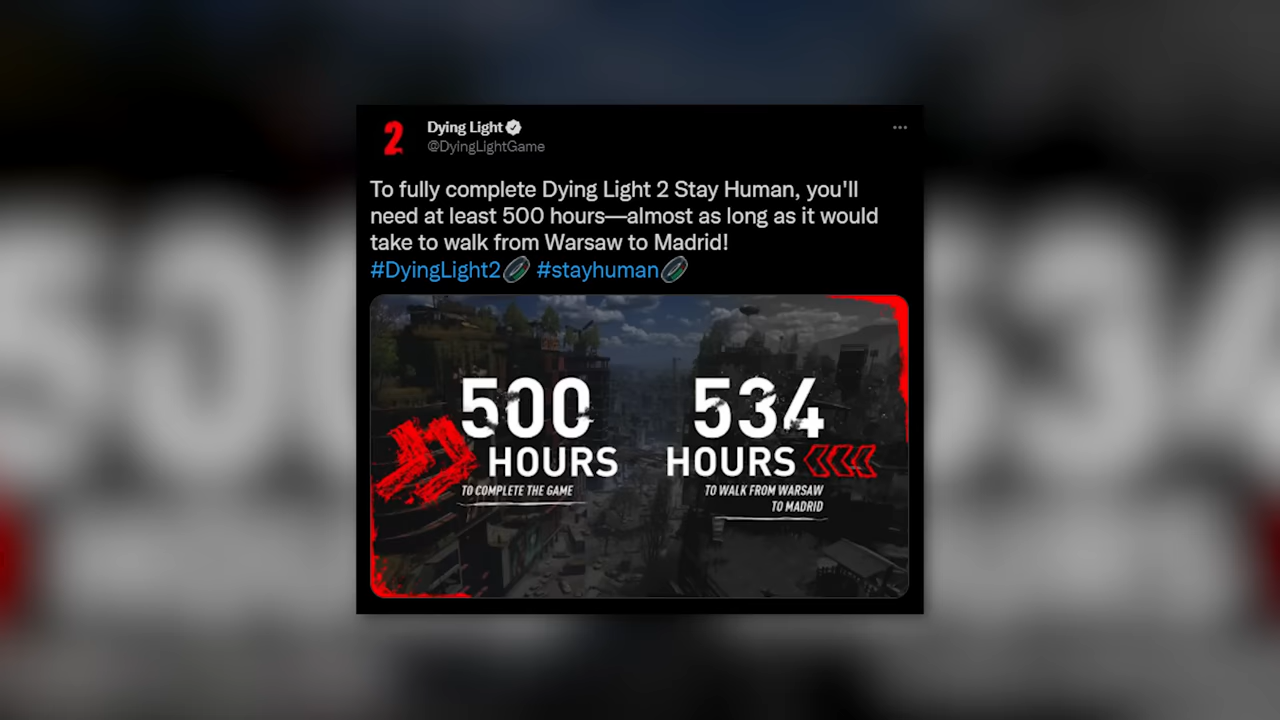 2
Dying Light
@DyingLightGame
To fully complete Dying Light 2 Stay Human, you'll
need at least 500 hours—almost as long as it would
take to walk from Warsaw to Madrid!
#DyingLight2 #stayhuman
500
HOURS
TO COMPLETE THE GAME
534
HOURS
TO WALK FROM WARSAW
TO MADRID